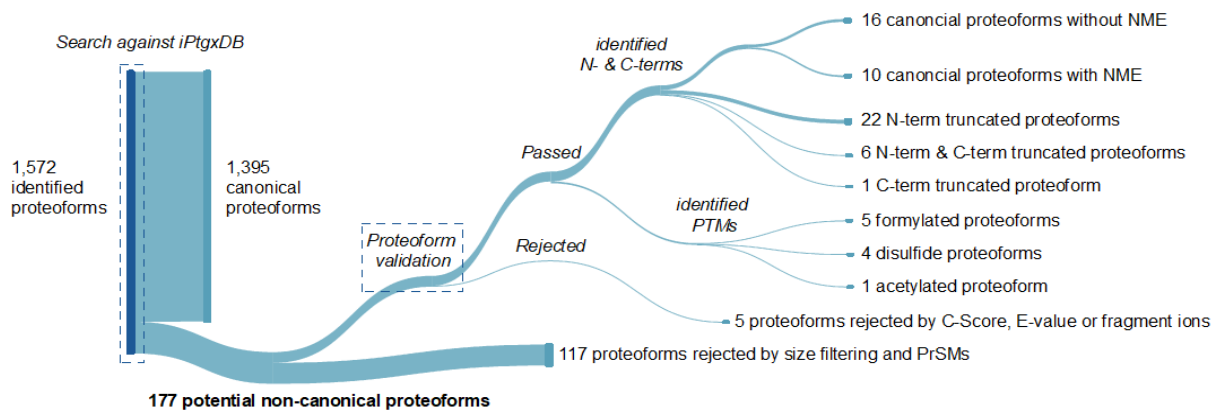 Search against iPtgxDB
1,572
identified
proteoforms
1,395
canonical
proteoforms
177 potential non-canonical proteoforms
Proteoform
validation
Passed
Rejected
identified
N- & C-terms
identified
PTMs
16 canoncial proteoforms without NME
10 canoncial proteoforms with NME
22 N-term truncated proteoforms
6 N-term & C-term truncated proteoforms
1 C-term truncated proteoform
5 formylated proteoforms
4 disulfide proteoforms
1 acetylated proteoform
5 proteoforms rejected by C-Score, E-value or fragment ions
117 proteoforms rejected by size filtering and PrSMs